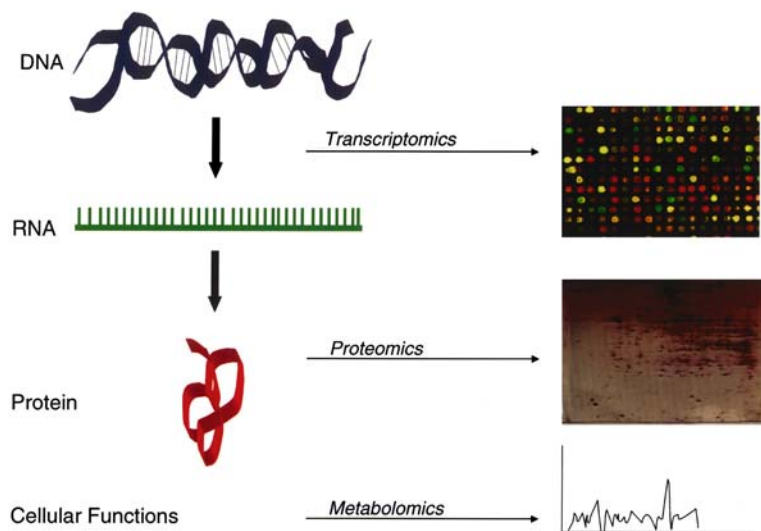 DNA
Transcriptomics
RNA
Proteomics
Protein
Cellular Functions
Metabolomics